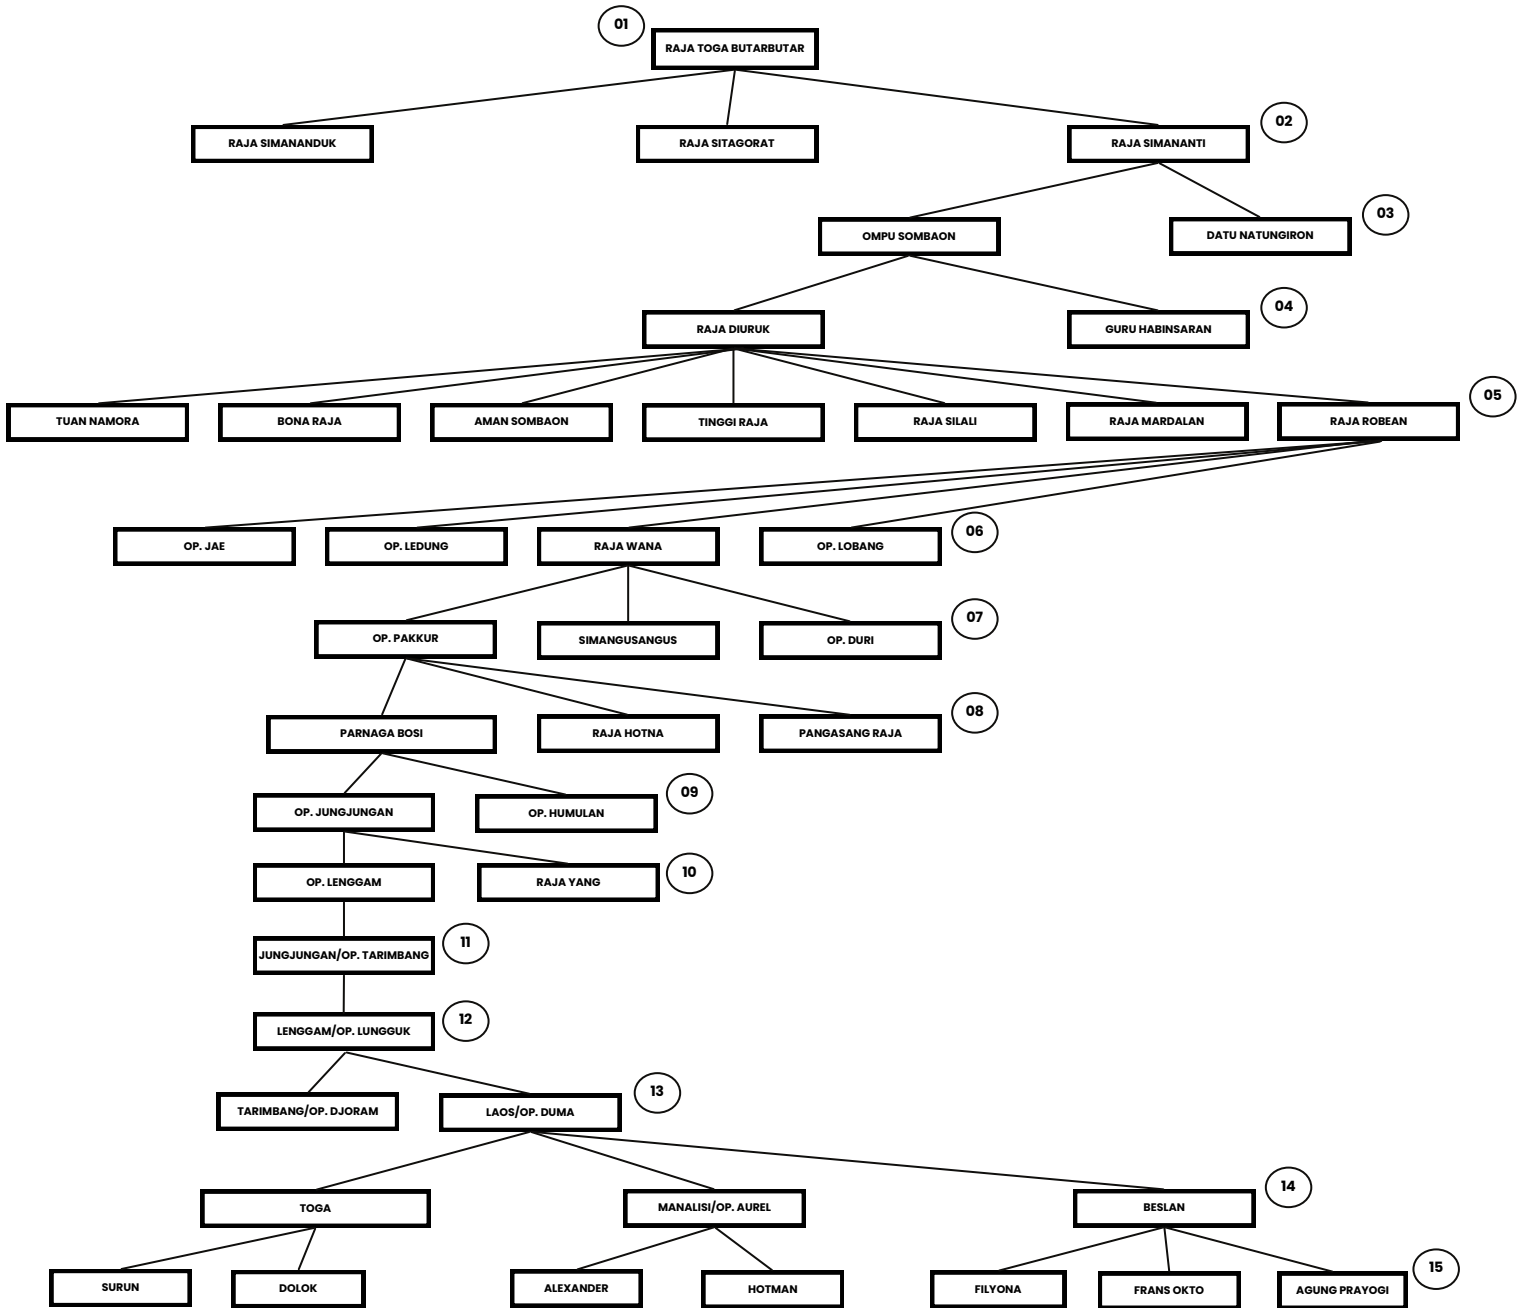 01
RAJA TOGA BUTARBUTAR
02
RAJA SIMANANDUK
RAJA SITAGORAT
RAJA SIMANANTI
03
OMPU SOMBAON
DATU NATUNGIRON
04
RAJA DIURUK
GURU HABINSARAN
05
TUAN NAMORA
BONA RAJA
AMAN SOMBAON
TINGGI RAJA
RAJA SILALI
RAJA MARDALAN
RAJA ROBEAN
06
OP. JAE
OP. LEDUNG
RAJA WANA
OP. LOBANG
07
OP. PAKKUR
SIMANGUSANGUS
OP. DURI
08
PARNAGA BOSI
RAJA HOTNA
PANGASANG RAJA
09
OP. JUNGJUNGAN
OP. HUMULAN
10
OP. LENGGAM
RAJA YANG
11
JUNGJUNGAN/OP. TARIMBANG
12
LENGGAM/OP. LUNGGUK
13
TARIMBANG/OP. DJORAM
LAOS/OP. DUMA
14
TOGA
MANALISI/OP. AUREL
BESLAN
15
SURUN
DOLOK
ALEXANDER
HOTMAN
FILYONA
FRANS OKTO
AGUNG PRAYOGI